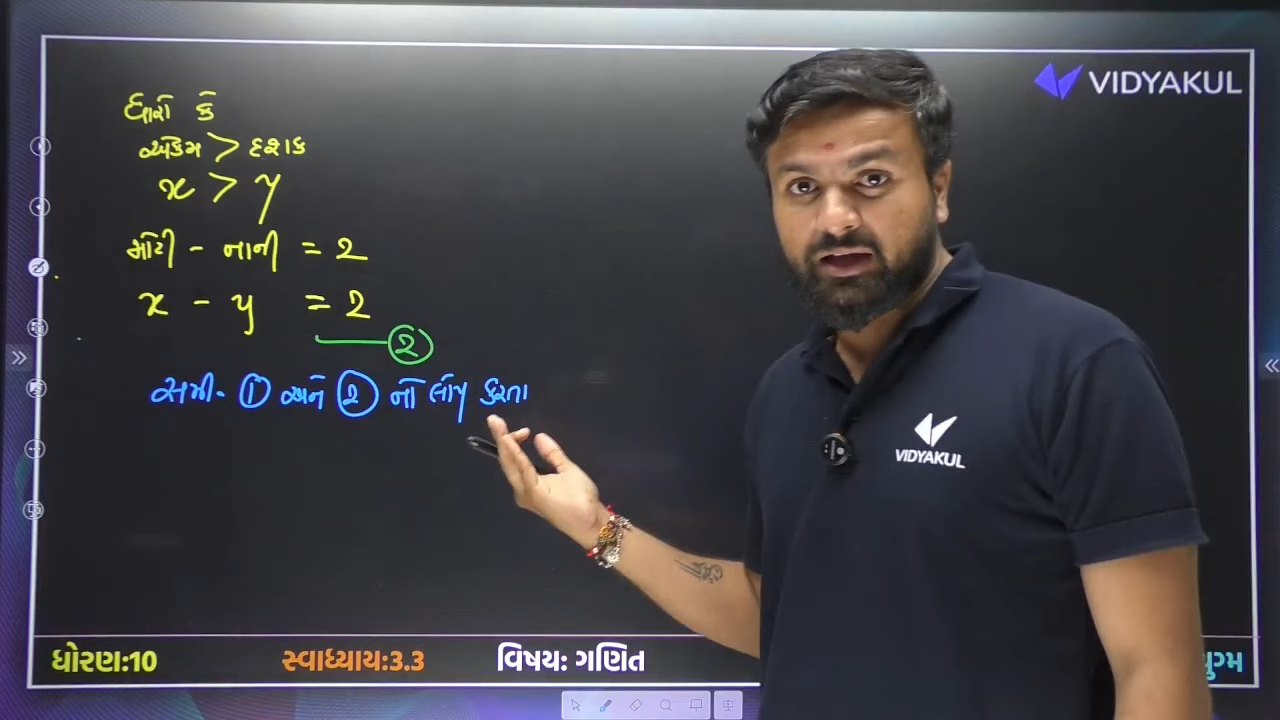 VIDYAKUL
ધારો કે
એકમ > દશક
x > y
મોટી - નાની = 2
x - y = 2
2
સમી. 1 અને 2 નો લોપ કરતા
VIDYAKUL
ધોરણ:10 સ્વાધ્યાય:3.3 વિષય: ગણિત